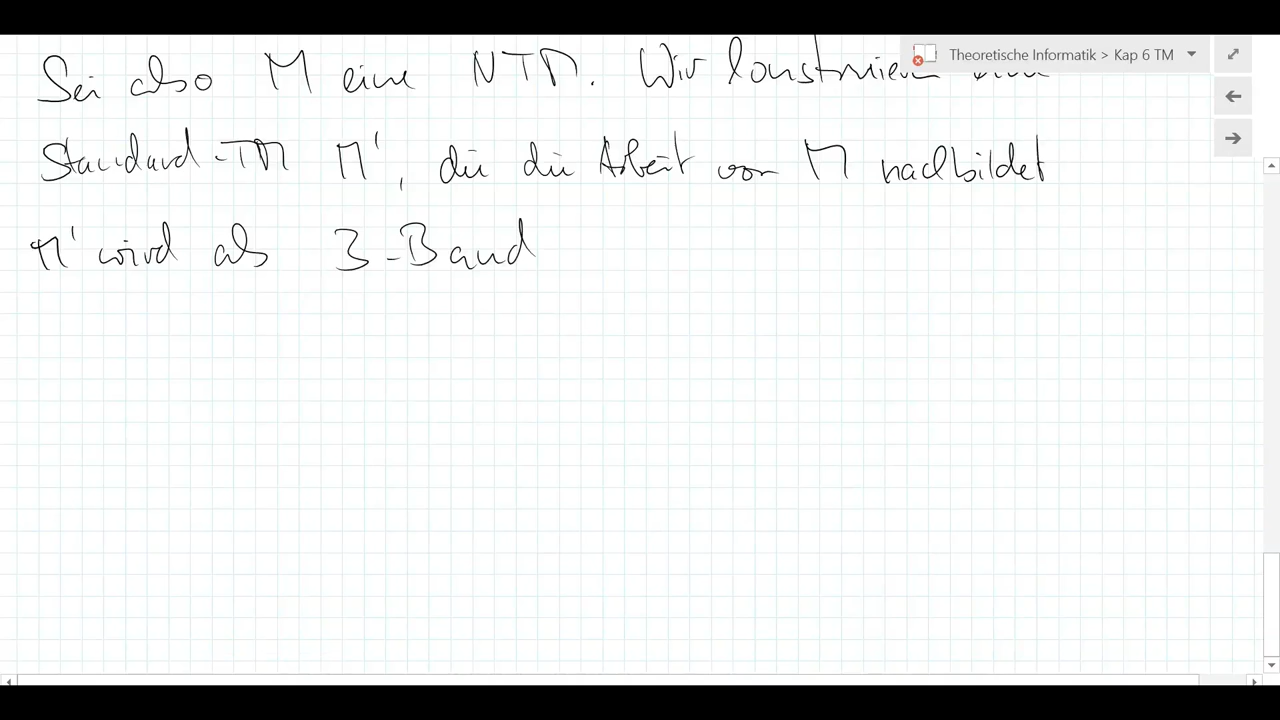 Theoretische Informatik > Kap 6 TM
Sei also M eine NTM. Wir konstruieren eine
Standard-TM M', die die Arbeit von M nachbildet
M' wird als 3-Band